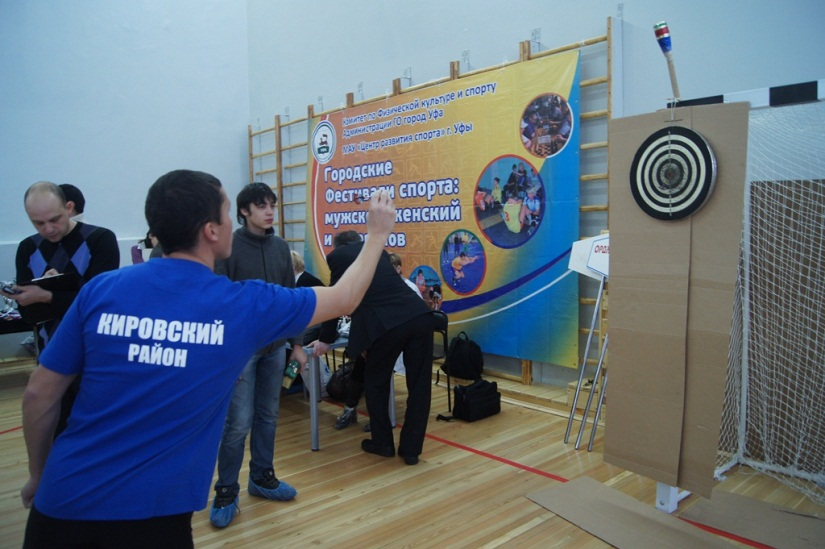 Комитет по Физической культуре и спорту
Администрации ГО город Уфа
МАУ «Центр развития спорта» г. Уфы
Городские
Фестивали спорта:
женский
и
КИРОВСКИЙ
РАЙОН